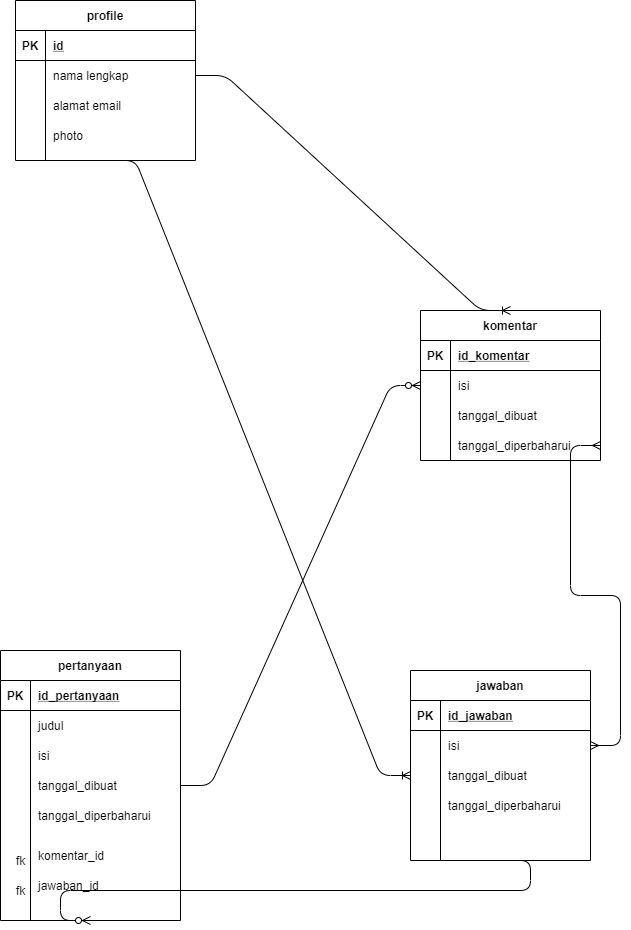 profile
PK id
nama lengkap
alamat email
photo
komentar
PK id_komentar
isi
tanggal_dibuat
tanggal_diperbaharui
pertanyaan
PK id_pertanyaan
judul
isi
tanggal_dibuat
tanggal_diperbaharui
fk komentar_id
fk jawaban_id
jawaban
PK id_jawaban
isi
tanggal_dibuat
tanggal_diperbaharui